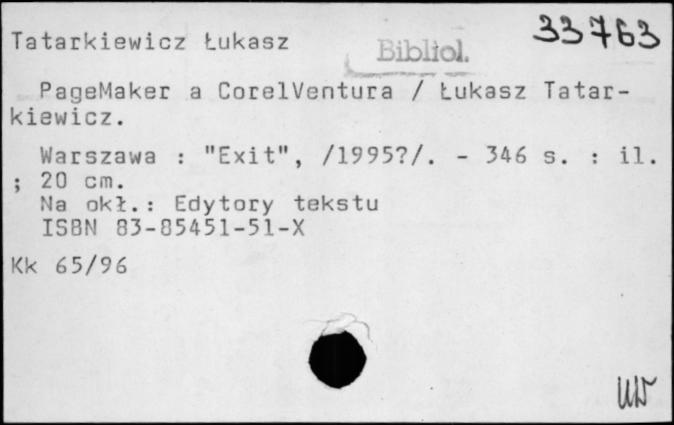 33763
Tatarkiewicz Łukasz
Bibliol.
PageMaker a CorelVentura / Łukasz Tatar-
kiewicz.
Warszawa : "Exit", /1995?/. - 346 s. : il.
; 20 cm.
Na okł.: Edytory tekstu
ISBN 83-85451-51-X
Kk 65/96